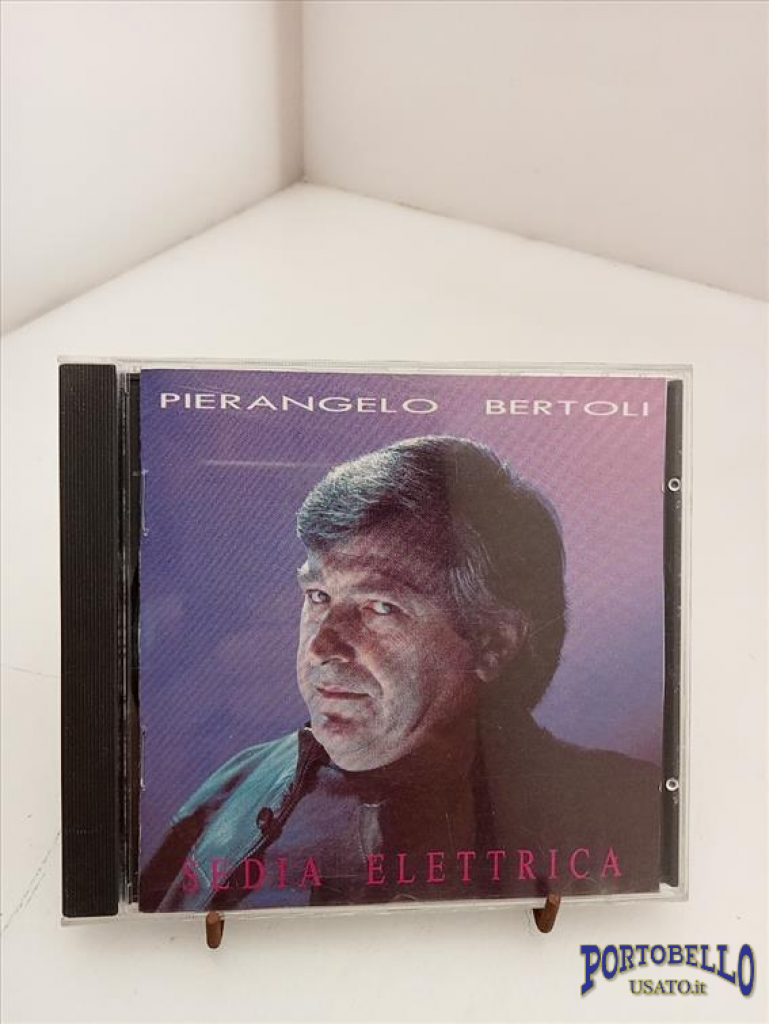 PIERANGELO BERTOLI
SEDIA ELETTRICA
PORTOBELLO
USATO.it